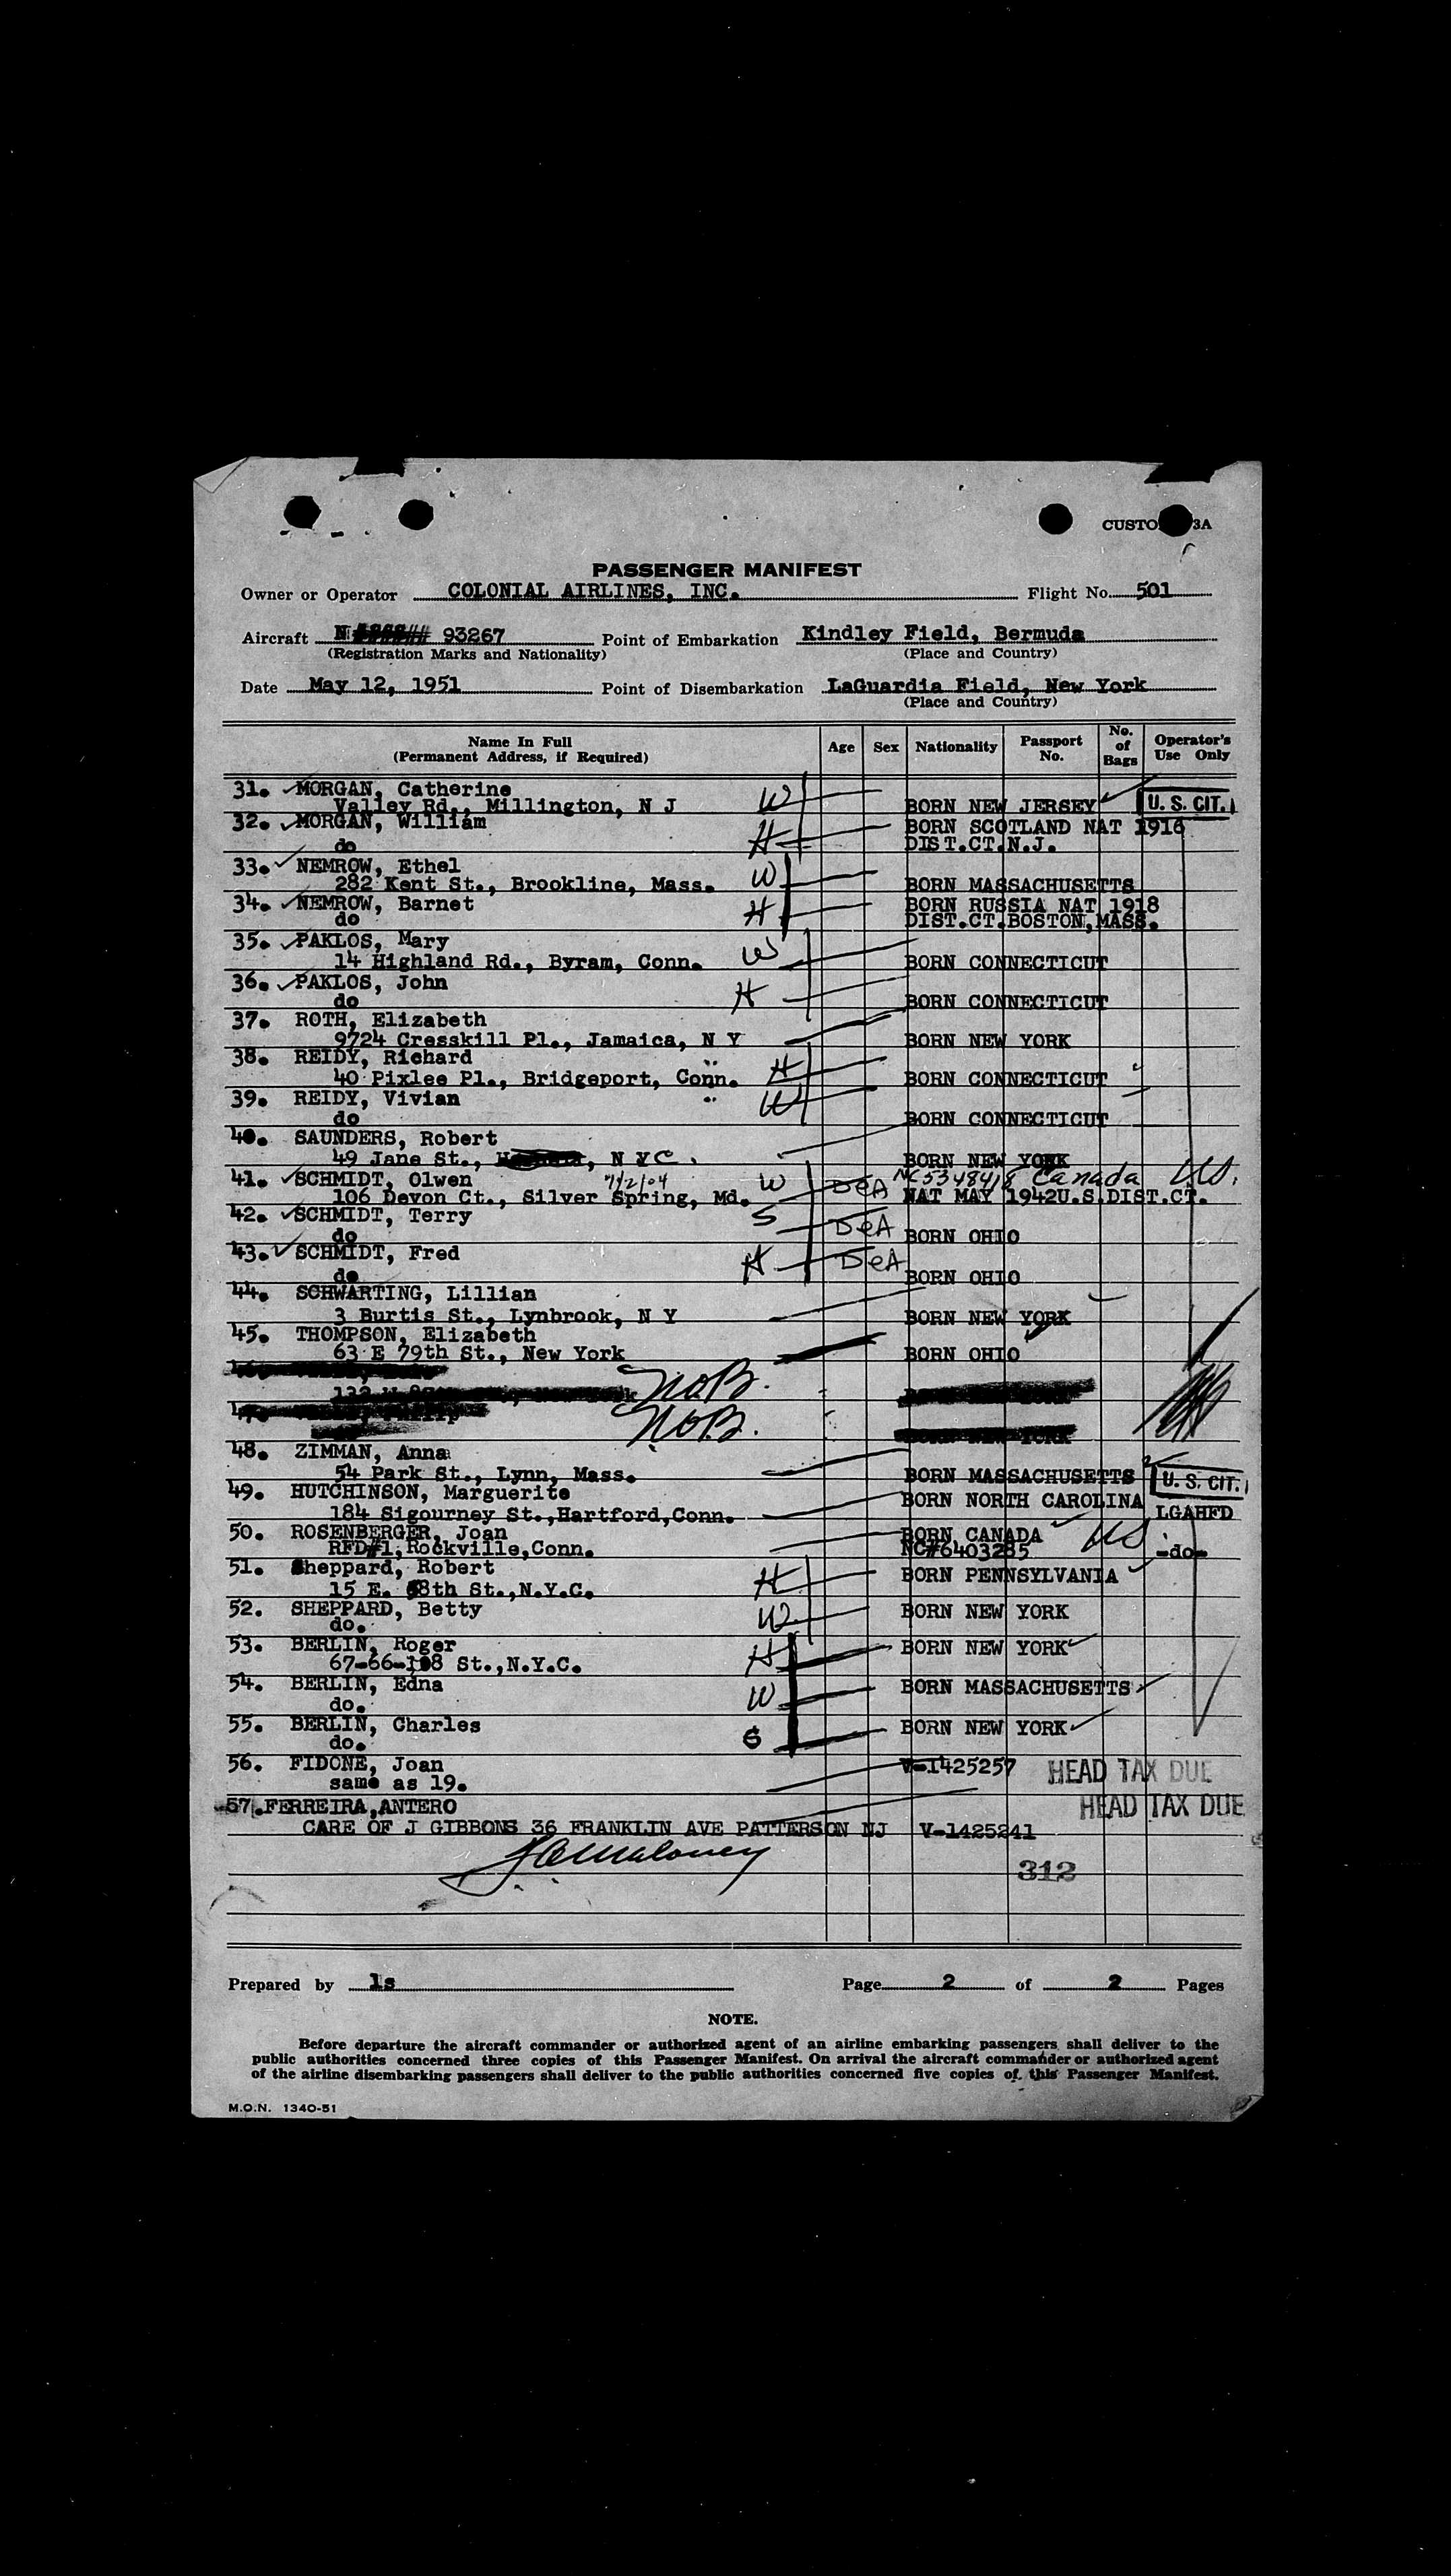 CUSTO 3A
PASSENGER MANIFEST
Owner or Operator COLONIAL AIRLINES, INC. Flight No. 501
Aircraft N 93267 Point of Embarkation Kindley Field, Bermuda
(Registration Marks and Nationality) (Place and Country)
Date May 12, 1951 Point of Disembarkation LaGuardia Field, New York
(Place and Country)
Name In Full (Permanent Address, if Required) Age Sex Nationality Passport No. No. of Bags Operator's Use Only
31. MORGAN, Catherine
Valley Rd., Millington, N J W BORN NEW JERSEY U. S. CIT.
32. MORGAN, William BORN SCOTLAND NAT 1916
do H DIST.CT.N.J.
33. NEMROW, Ethel
282 Kent St., Brookline, Mass. W BORN MASSACHUSETTS
34. NEMROW, Barnet BORN RUSSIA NAT 1918
do H DIST.CT.BOSTON,MASS.
35. PAKLOS, Mary
14 Highland Rd., Byram, Conn. W BORN CONNECTICUT
36. PAKLOS, John
do H BORN CONNECTICUT
37. ROTH, Elizabeth
9724 Cresskill Pl., Jamaica, N Y BORN NEW YORK
38. REIDY, Richard
40 Pixlee Pl., Bridgeport, Conn. H BORN CONNECTICUT
39. REIDY, Vivian W
do BORN CONNECTICUT
40. SAUNDERS, Robert
49 Jane St., , N Y C. BORN NEW YORK
41. SCHMIDT, Olwen 7/2/04 W DeA NC5348418 Canada US.
106 Devon Ct., Silver Spring, Md. NAT MAY 1942U.S.DIST.CT.
42. SCHMIDT, Terry S DeA
do BORN OHIO
43. SCHMIDT, Fred H DeA
do BORN OHIO
44. SCHWARTING, Lillian
3 Burtis St., Lynbrook, N Y BORN NEW YORK
45. THOMPSON, Elizabeth
63 E 79th St., New York BORN OHIO
N.O.B.
N.O.B.
48. ZIMMAN, Anna
54 Park St., Lynn, Mass. BORN MASSACHUSETTS U. S. CIT.
49. HUTCHINSON, Marguerite BORN NORTH CAROLINA
184 Sigourney St.,Hartford,Conn. LGAHFD
50. ROSENBERGER, Joan BORN CANADA US
RFD#1,Rockville,Conn. NC#6403285 -do-
51. Sheppard, Robert BORN PENNSYLVANIA
15 E. 68th St.,N.Y.C. H
52. SHEPPARD, Betty BORN NEW YORK
do. W
53. BERLIN, Roger BORN NEW YORK
67-66-108 St.,N.Y.C. H
54. BERLIN, Edna BORN MASSACHUSETTS
do. W
55. BERLIN, Charles BORN NEW YORK
do. S
56. FIDONE, Joan V-1425257 HEAD TAX DUE
same as 19.
57.FERREIRA,ANTERO HEAD TAX DUE
CARE OF J GIBBONS 36 FRANKLIN AVE PATTERSON NJ V-1425241
312
Prepared by ls Page 2 of 2 Pages
NOTE.
Before departure the aircraft commander or authorized agent of an airline embarking passengers shall deliver to the
public authorities concerned three copies of this Passenger Manifest. On arrival the aircraft commander or authorized agent
of the airline disembarking passengers shall deliver to the public authorities concerned five copies of this Passenger Manifest.
M.O.N. 1340-51